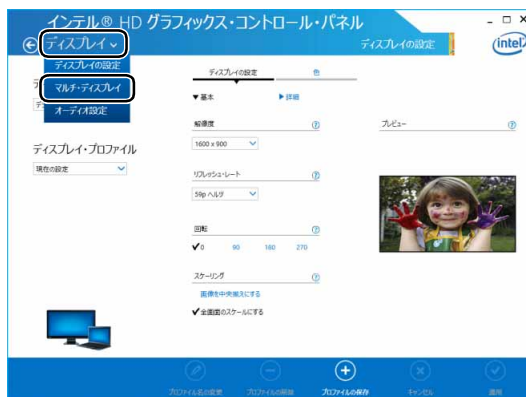 インテル® HD グラフィックス・コントロール・パネル
ディスプレイ
ディスプレイの設定
intel
ディスプレイの設定
マルチ・ディスプレイ
オーディオ設定
ディスプレイ・プロファイル
現在の設定
ディスプレイの設定
色
▼基本
▶詳細
解像度
?
1600 x 900
リフレッシュ・レート
?
59p ヘルツ
回転
?
✔0 90 180 270
スケーリング
?
画像を中央揃えにする
✔全画面のスケールにする
プレビュー
プロファイル名の変更
プロファイルの削除
プロファイルの保存
キャンセル
適用